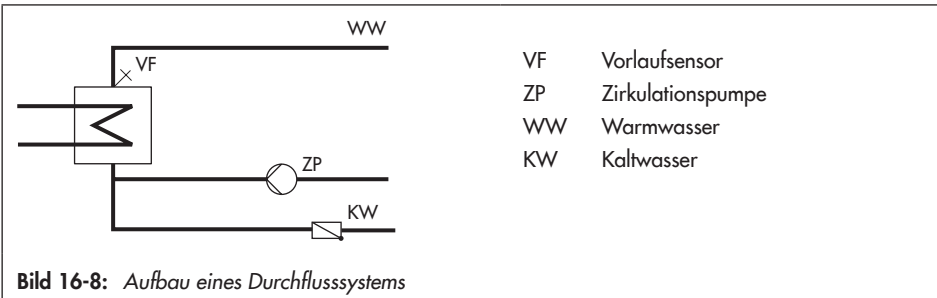 WW
VF
ZP
KW
VF Vorlaufsensor
ZP Zirkulationspumpe
WW Warmwasser
KW Kaltwasser
Bild 16-8: Aufbau eines Durchflusssystems